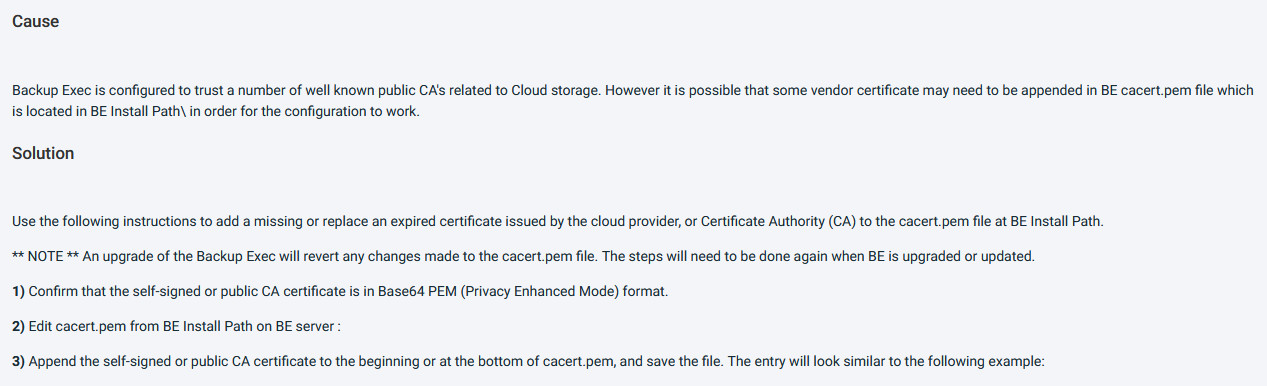 Cause
Backup Exec is configured to trust a number of well known public CA's related to Cloud storage. However it is possible that some vendor certificate may need to be appended in BE cacert.pem file which
is located in BE Install Path\ in order for the configuration to work.
Solution
Use the following instructions to add a missing or replace an expired certificate issued by the cloud provider, or Certificate Authority (CA) to the cacert.pem file at BE Install Path.
** NOTE ** An upgrade of the Backup Exec will revert any changes made to the cacert.pem file. The steps will need to be done again when BE is upgraded or updated.
1) Confirm that the self-signed or public CA certificate is in Base64 PEM (Privacy Enhanced Mode) format.
2) Edit cacert.pem from BE Install Path on BE server :
3) Append the self-signed or public CA certificate to the beginning or at the bottom of cacert.pem, and save the file. The entry will look similar to the following example: